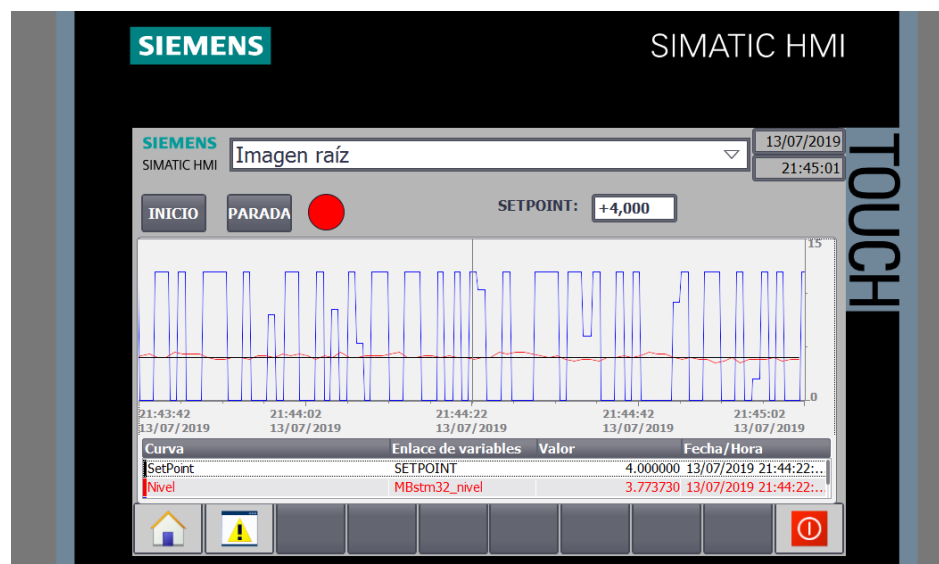 SIEMENS
SIMATIC HMI
SIEMENS
SIMATIC HMI
Imagen raíz
13/07/2019
21:45:01
TOUCH
INICIO
PARADA
SETPOINT:
+4,000
15
0
21:43:42 21:44:02 21:44:22 21:44:42 21:45:02
13/07/2019 13/07/2019 13/07/2019 13/07/2019 13/07/2019
Curva Enlace de variables Valor Fecha/Hora
SetPoint SETPOINT 4.000000 13/07/2019 21:44:22:...
Nivel MBstm32_nivel 3.773730 13/07/2019 21:44:22:...